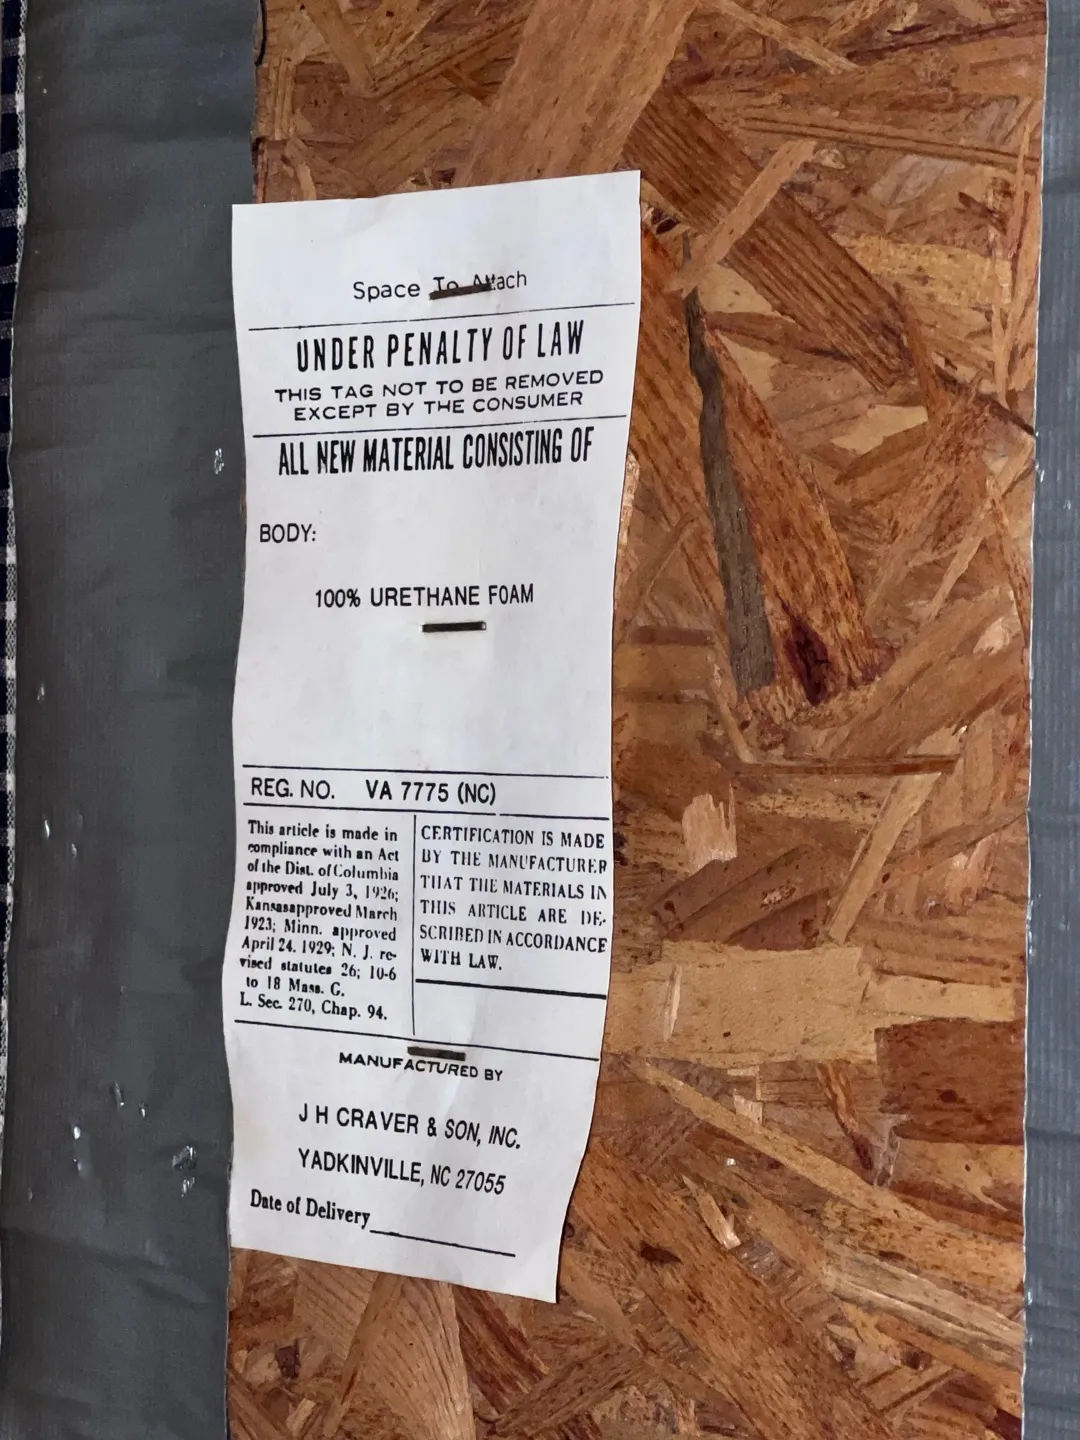 Space To Attach
UNDER PENALTY OF LAW
THIS TAG NOT TO BE REMOVED
EXCEPT BY THE CONSUMER
ALL NEW MATERIAL CONSISTING OF
BODY:
100% URETHANE FOAM
REG. NO. VA 7775 (NC)
This article is made in
compliance with an Act
of the Dist. of Columbia
approved July 3, 1926;
Kansasapproved March
1923; Minn. approved
April 24. 1929; N. J. re-
vised statutes 26; 10-6
to 18 Mass. G.
L. Sec. 270, Chap. 94.
CERTIFICATION IS MADE
BY THE MANUFACTURER
THAT THE MATERIALS IN
THIS ARTICLE ARE DE-
SCRIBED IN ACCORDANCE
WITH LAW.
MANUFACTURED BY
J H CRAVER & SON, INC.
YADKINVILLE, NC 27055
Date of Delivery